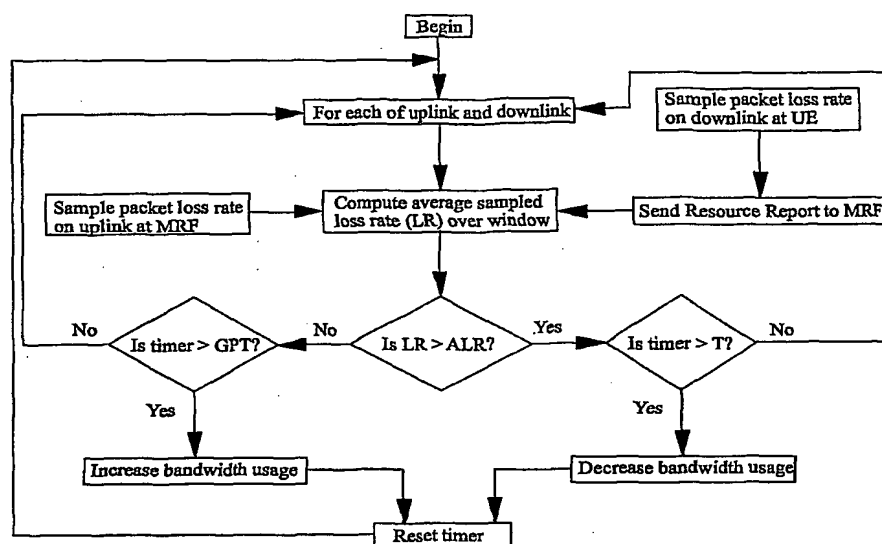 Begin
For each of uplink and downlink
Sample packet loss rate
on downlink at UE
Sample packet loss rate
on uplink at MRF
Compute average sampled
loss rate (LR) over window
Send Resource Report to MRF
No
Is timer > GPT?
No
Is LR > ALR?
Yes
Is timer > T?
No
Yes
Yes
Increase bandwidth usage
Decrease bandwidth usage
Reset timer